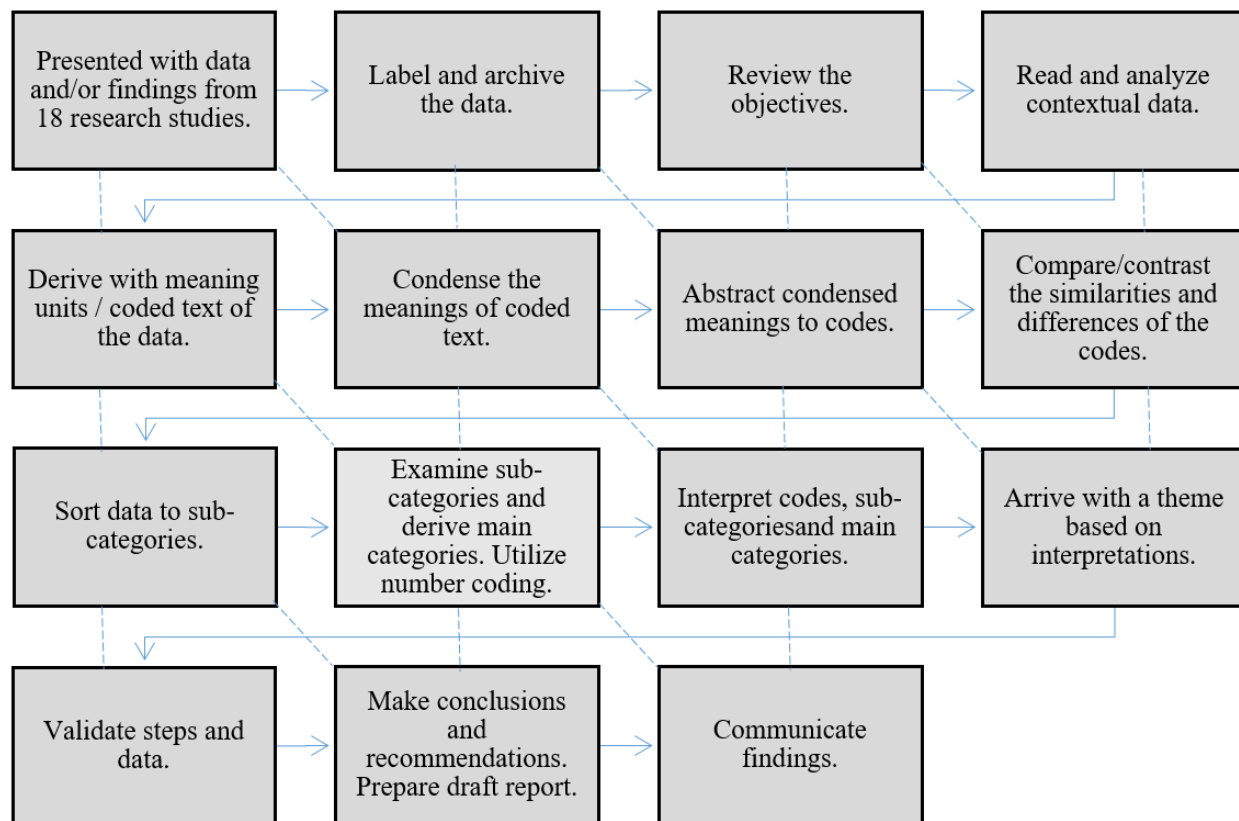 Presented with data
and/or findings from
18 research studies.
Label and archive
the data.
Review the
objectives.
Read and analyze
contextual data.
Derive with meaning
units / coded text of
the data.
Condense the
meanings of coded
text.
Abstract condensed
meanings to codes.
Compare/contrast
the similarities and
differences of the
codes.
Sort data to sub-
categories.
Examine sub-
categories and
derive main
categories. Utilize
number coding.
Interpret codes, sub-
categoriesand main
categories.
Arrive with a theme
based on
interpretations.
Validate steps and
data.
Make conclusions
and
recommendations.
Prepare draft report.
Communicate
findings.